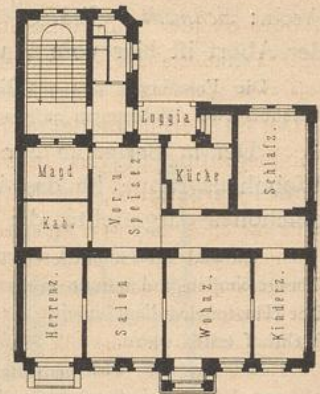 Loggia
Magd
Vor- u.
Speisez.
Küche
Schlafz.
Kab.
Herrenz.
Salon
Wohnz.
Kinderz.